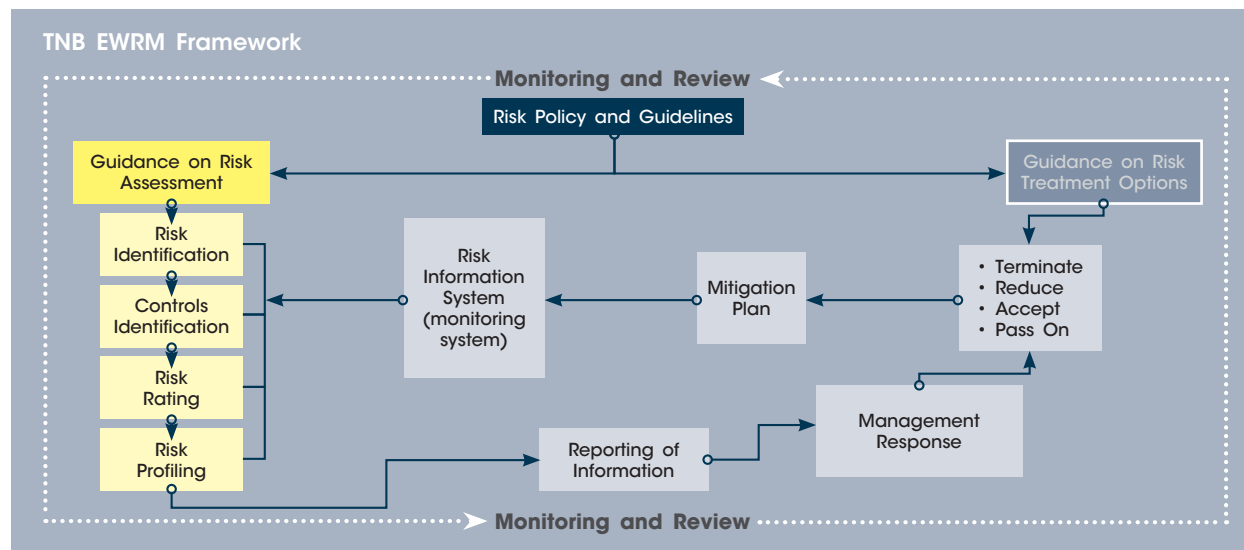 TNB EWRM Framework
Monitoring and Review
Risk Policy and Guidelines
Guidance on Risk
Assessment
Guidance on Risk
Treatment Options
Risk
Identification
Controls
Identification
Risk
Rating
Risk
Profiling
Risk
Information
System
(monitoring
system)
Mitigation
Plan
• Terminate
• Reduce
• Accept
• Pass On
Reporting of
Information
Management
Response
Monitoring and Review